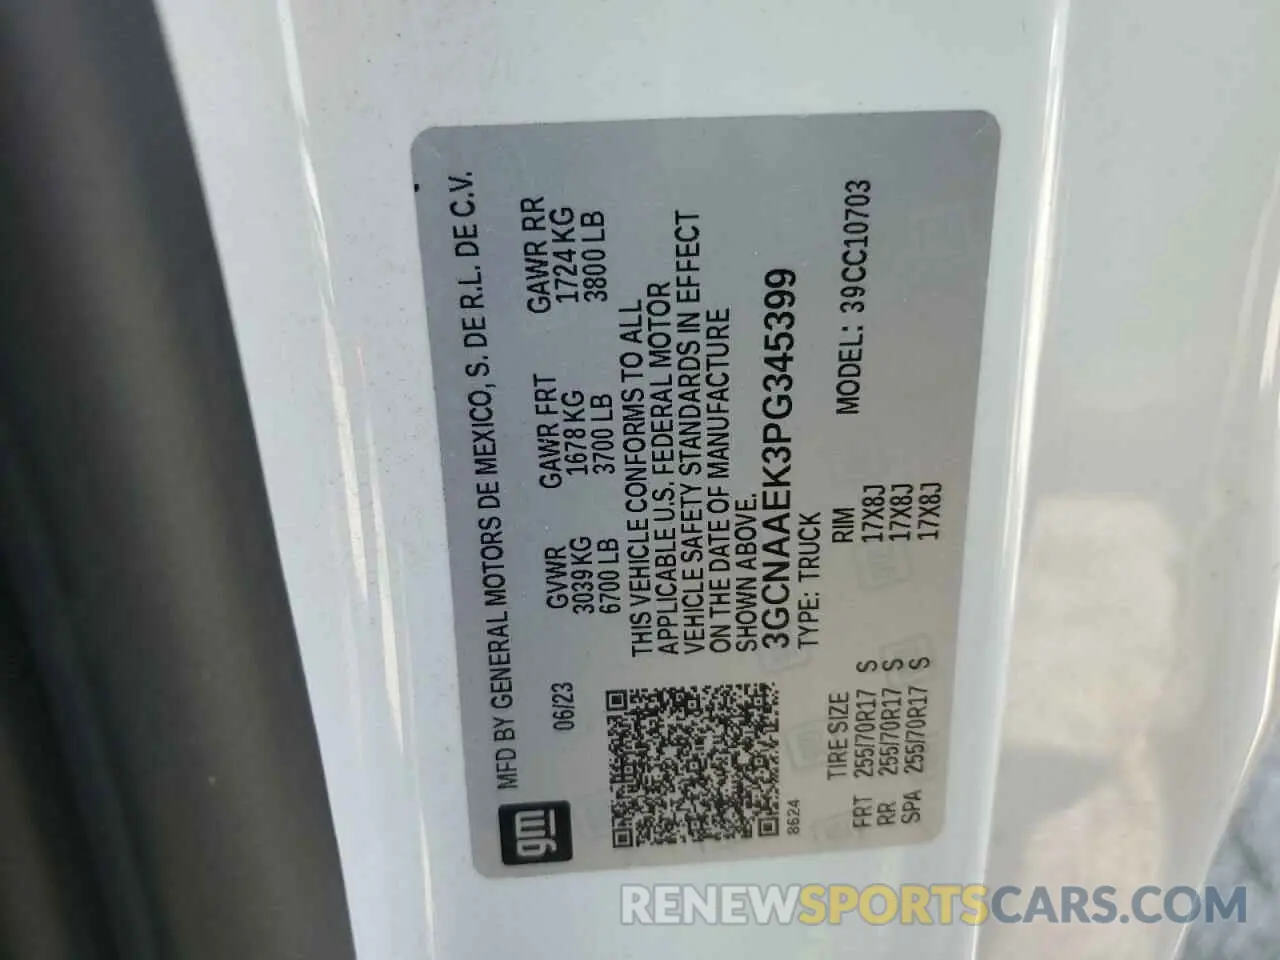 gm
MFD BY GENERAL MOTORS DE MEXICO, S. DE R.L. DE C.V.
06/23
GVWR GAWR FRT GAWR RR
3039 KG 1678 KG 1724 KG
6700 LB 3700 LB 3800 LB
THIS VEHICLE CONFORMS TO ALL
APPLICABLE U.S. FEDERAL MOTOR
VEHICLE SAFETY STANDARDS IN EFFECT
ON THE DATE OF MANUFACTURE
SHOWN ABOVE.
3GCNAAEK3PG345399
8624
TYPE: TRUCK
TIRE SIZE RIM MODEL: 39CC10703
FRT 255/70R17 S 17X8J
RR 255/70R17 S 17X8J
SPA 255/70R17 S 17X8J
RENEWSPORTSCARS.COM